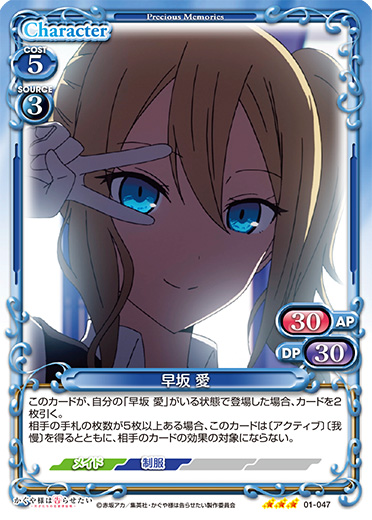 Precious Memories
Character
COST
5
SOURCE
3
30 AP
DP 30
早坂 愛
このカードが、自分の「早坂 愛」がいる状態で登場した場合、カードを2
枚引く。
相手の手札の枚数が5枚以上ある場合、このカードは〔アクティブ〕〔我
慢〕を得るとともに、相手のカードの効果の対象にならない。
メイド 制服
かぐや様は告らせたい
©赤坂アカ／集英社・かぐや様は告らせたい製作委員会
01-047